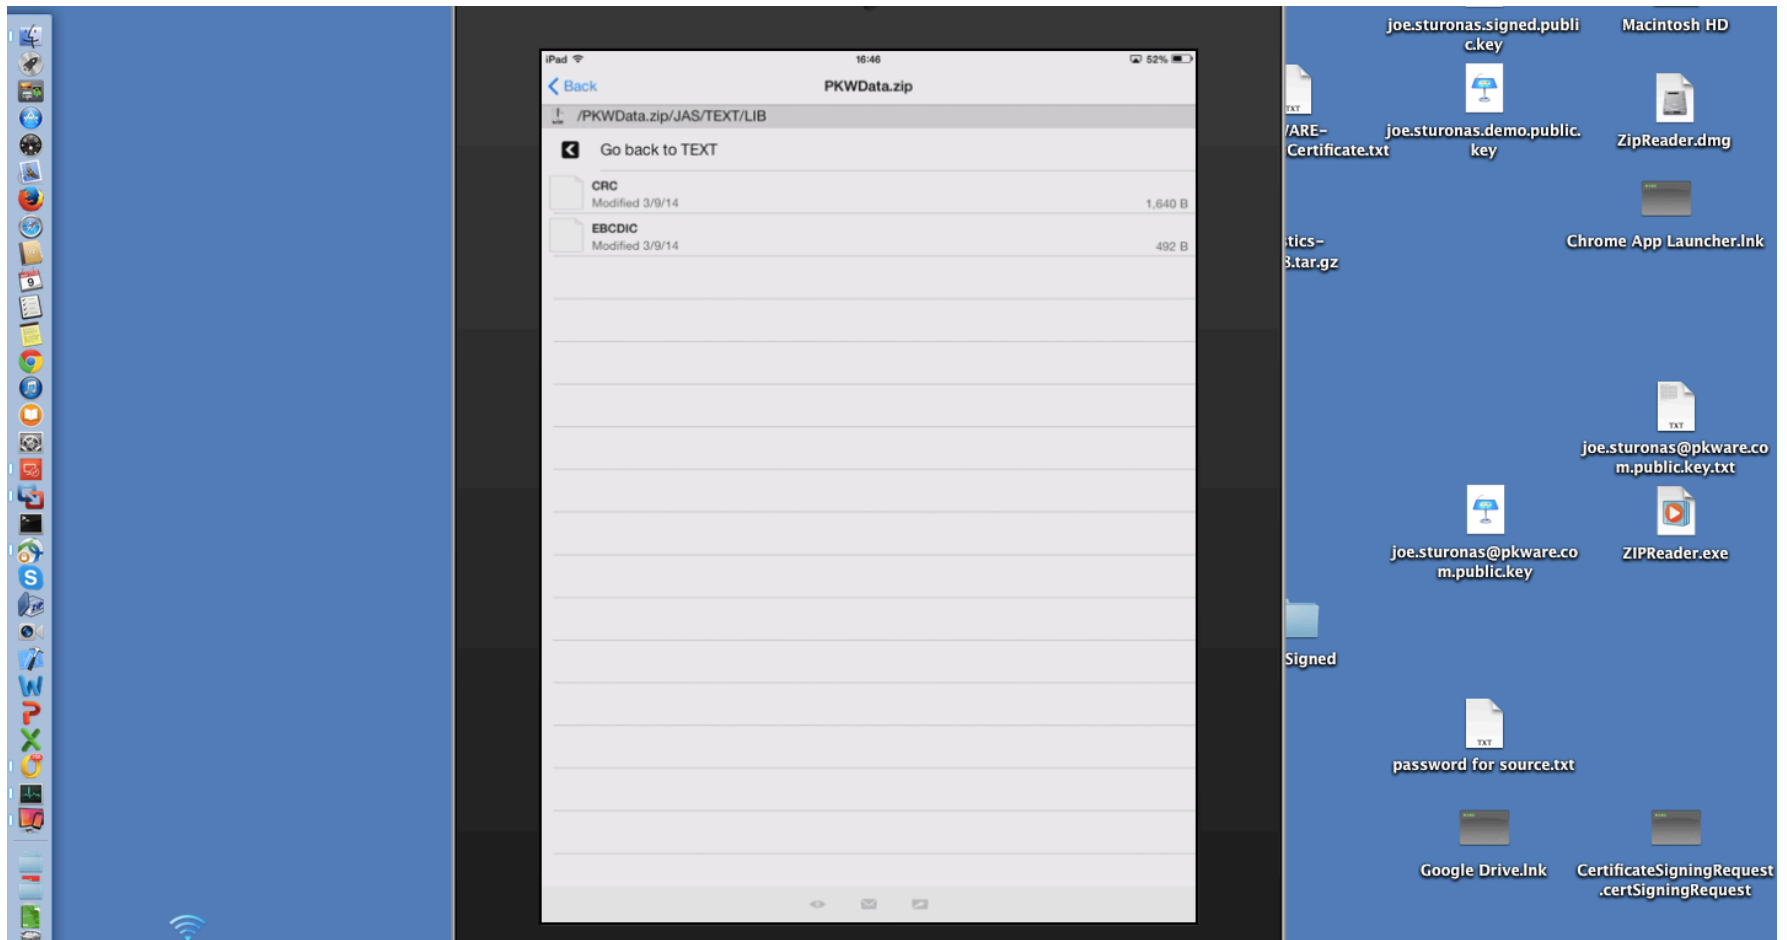 iPad
16:46
52%
Back
PKWData.zip
/PKWData.zip/JAS/TEXT/LIB
Go back to TEXT
CRC
Modified 3/9/14
1,640 B
EBCDIC
Modified 3/9/14
492 B
joe.sturonas.signed.publi
c.key
Macintosh HD
TXT
/ARE-
Certificate.txt
joe.sturonas.demo.public.
key
ZipReader.dmg
Chrome App Launcher.lnk
tics-
8.tar.gz
TXT
joe.sturonas@pkware.co
m.public.key.txt
joe.sturonas@pkware.co
m.public.key
ZIPReader.exe
Signed
TXT
password for source.txt
Google Drive.lnk
CertificateSigningRequest
.certSigningRequest
9
ZIP